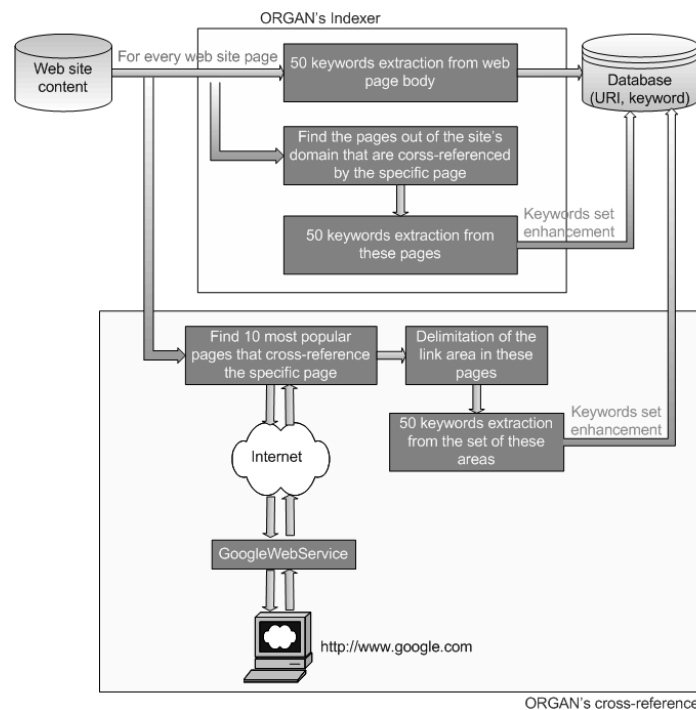 ORGAN's Indexer
Web site
content
For every web site page
50 keywords extraction from web
page body
Database
(URI, keyword)
Find the pages out of the site's
domain that are corss-referenced
by the specific page
50 keywords extraction from
these pages
Keywords set
enhancement
Find 10 most popular
pages that cross-reference
the specific page
Delimitation of the
link area in these
pages
50 keywords extraction
from the set of these
areas
Keywords set
enhancement
Internet
GoogleWebService
http://www.google.com
ORGAN's cross-reference